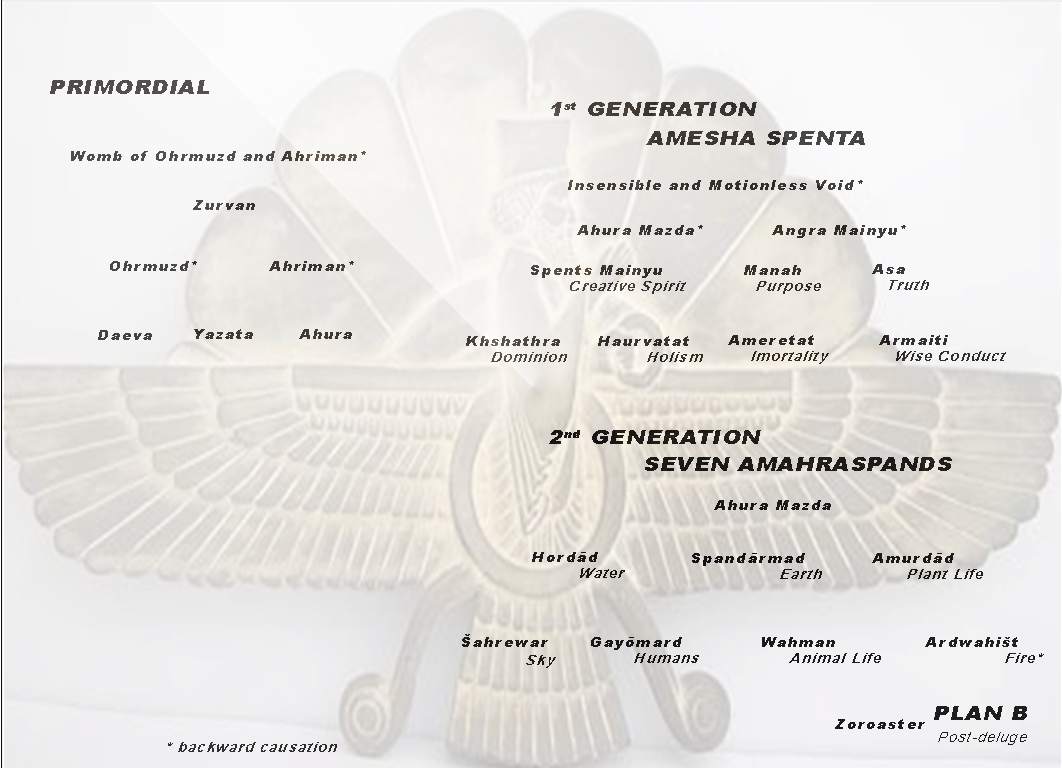 PRIMORDIAL
Womb of Ohrmuzd and Ahriman*
Zurvan
Ohrmuzd* Ahriman*
Daeva Yazata Ahura
1st GENERATION
AMESHA SPENTA
Insensible and Motionless Void*
Ahura Mazda* Angra Mainyu*
Spents Mainyu Manah Asa
Creative Spirit Purpose Truth
Khshathra Haurvatat Ameretat Armaiti
Dominion Holism Imortality Wise Conduct
2nd GENERATION
SEVEN AMAHRASPANDS
Ahura Mazda
Hordād Spandārmad Amurdād
Water Earth Plant Life
Šahrewar Gayōmard Wahman Ardwahišt
Sky Humans Animal Life Fire*
Zoroaster PLAN B
Post-deluge
* backward causation